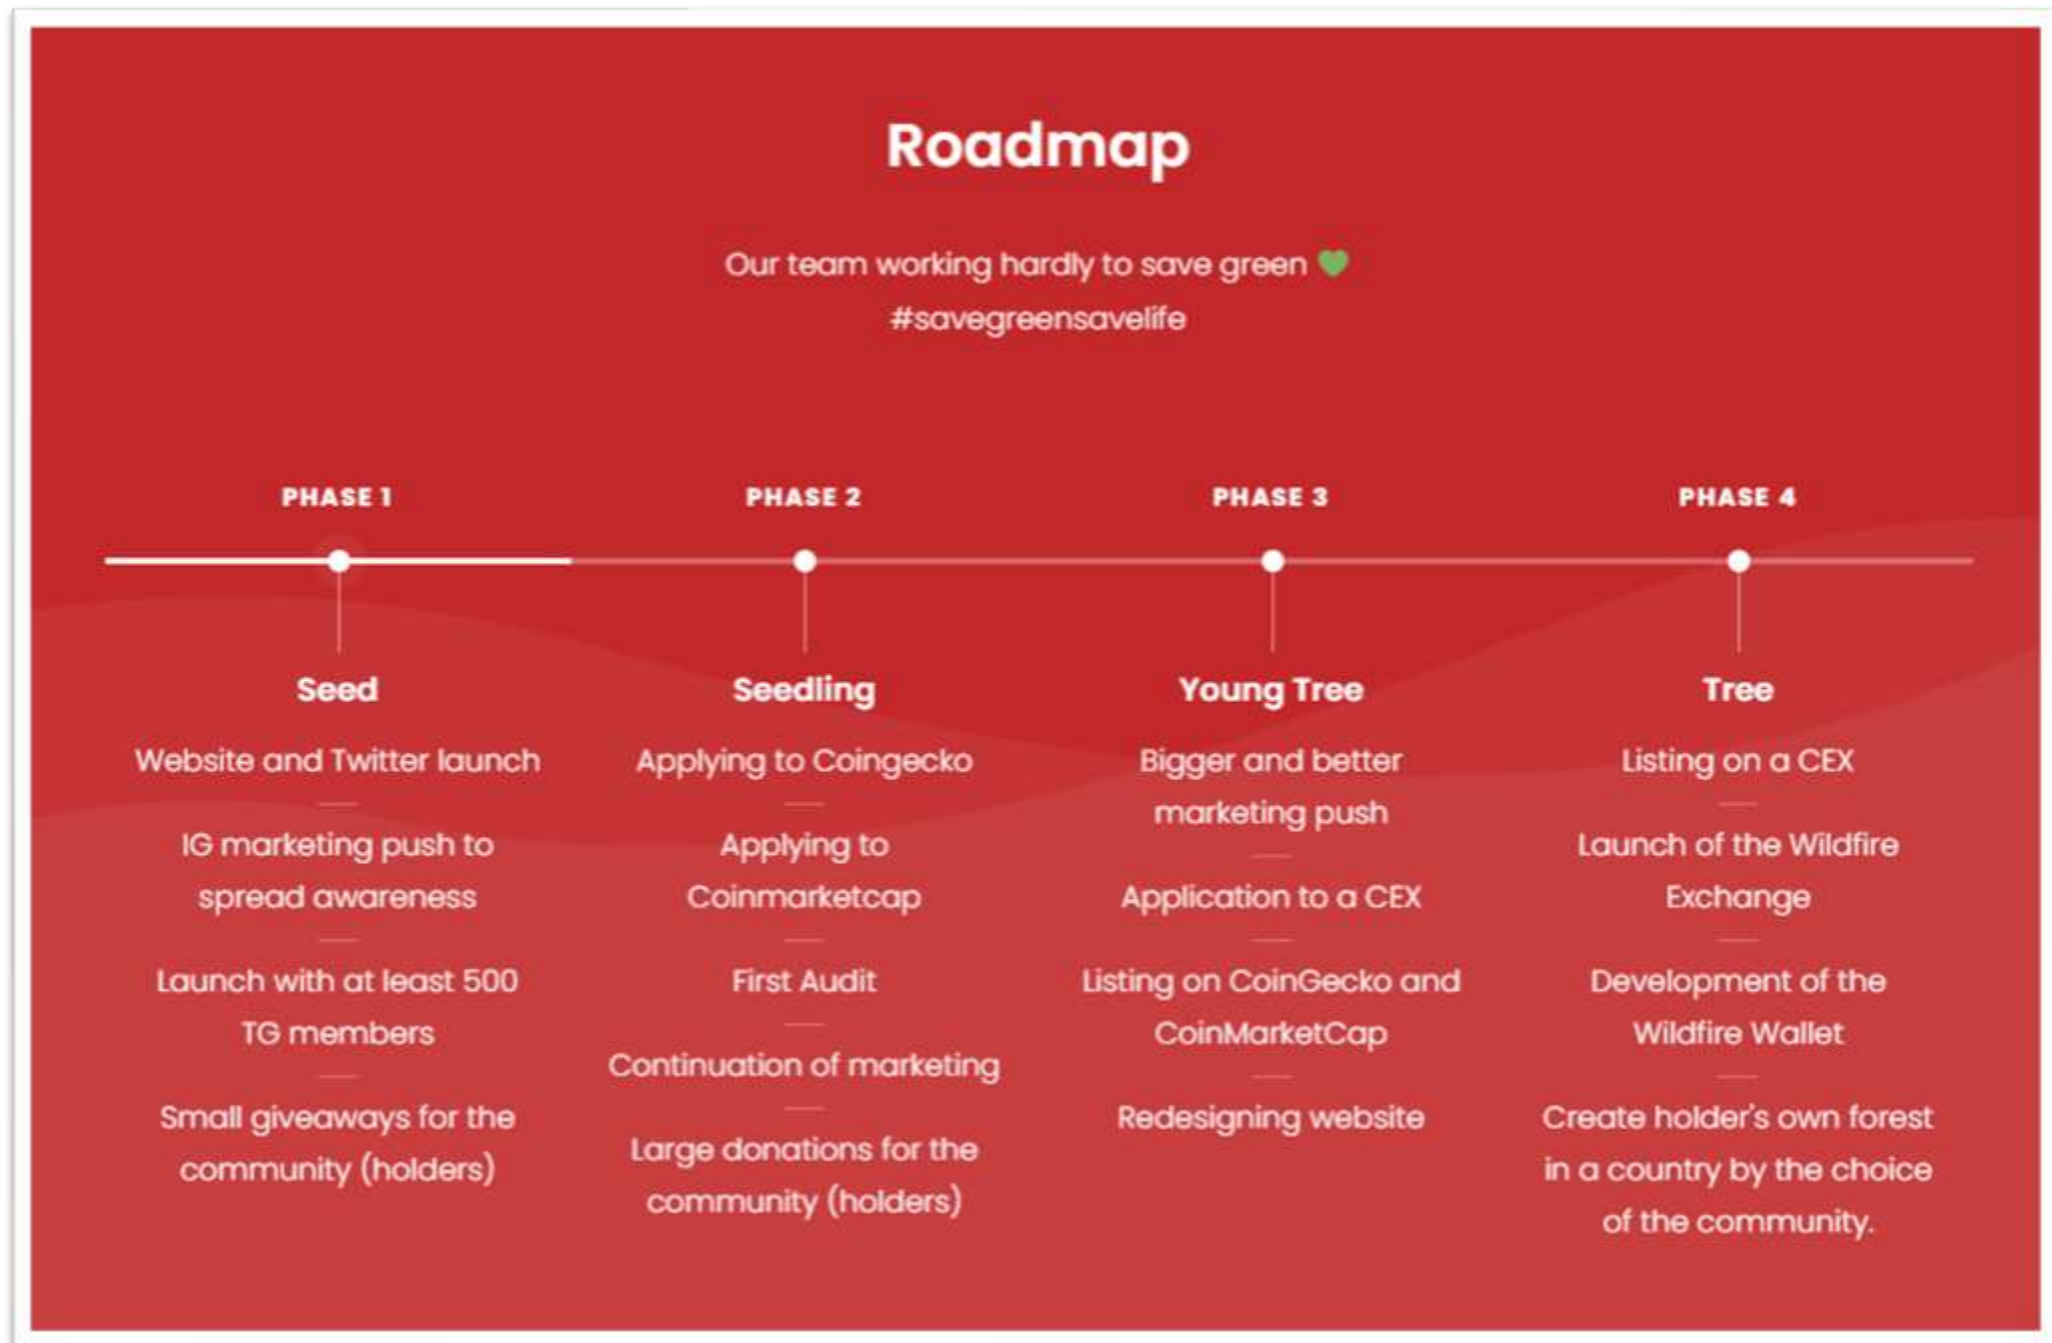 Roadmap
Our team working hardly to save green 💚
#savegreensavelife
PHASE 1
Seed
Website and Twitter launch
IG marketing push to
spread awareness
Launch with at least 500
TG members
Small giveaways for the
community (holders)
PHASE 2
Seedling
Applying to Coingecko
Applying to
Coinmarketcap
First Audit
Continuation of marketing
Large donations for the
community (holders)
PHASE 3
Young Tree
Bigger and better
marketing push
Application to a CEX
Listing on CoinGecko and
CoinMarketCap
Redesigning website
PHASE 4
Tree
Listing on a CEX
Launch of the Wildfire
Exchange
Development of the
Wildfire Wallet
Create holder's own forest
in a country by the choice
of the community.